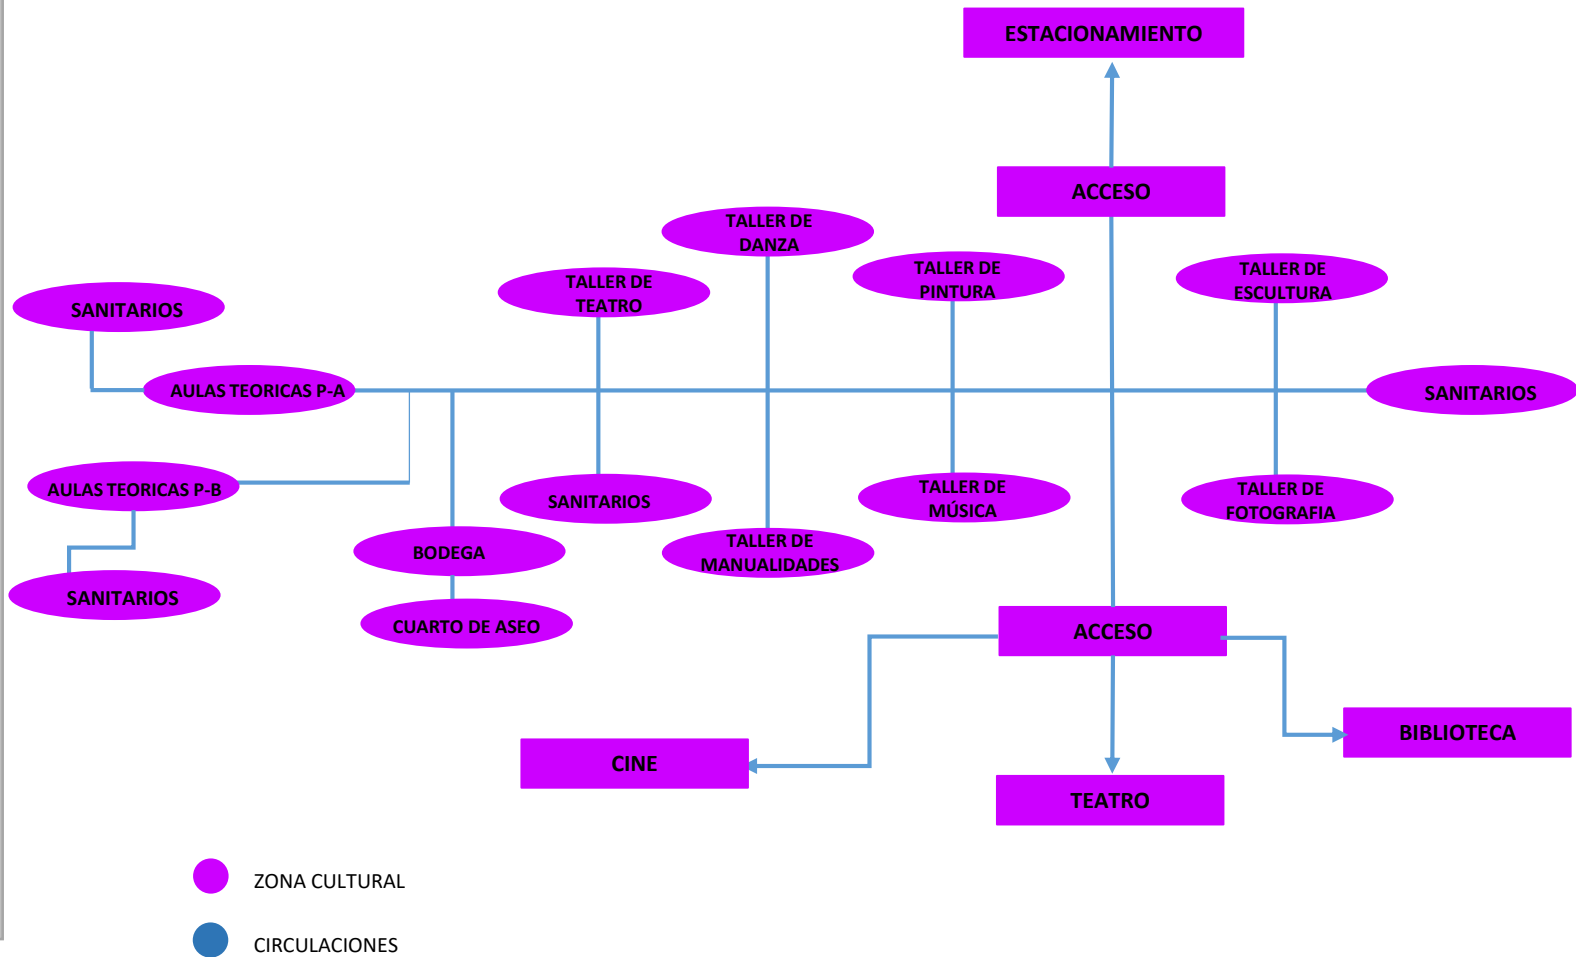 ESTACIONAMIENTO
ACCESO
TALLER DE
DANZA
TALLER DE
PINTURA
TALLER DE
ESCULTURA
TALLER DE
TEATRO
SANITARIOS
AULAS TEORICAS P-A
SANITARIOS
AULAS TEORICAS P-B
SANITARIOS
TALLER DE
MÚSICA
TALLER DE
FOTOGRAFIA
BODEGA
TALLER DE
MANUALIDADES
SANITARIOS
CUARTO DE ASEO
ACCESO
BIBLIOTECA
CINE
TEATRO
ZONA CULTURAL
CIRCULACIONES